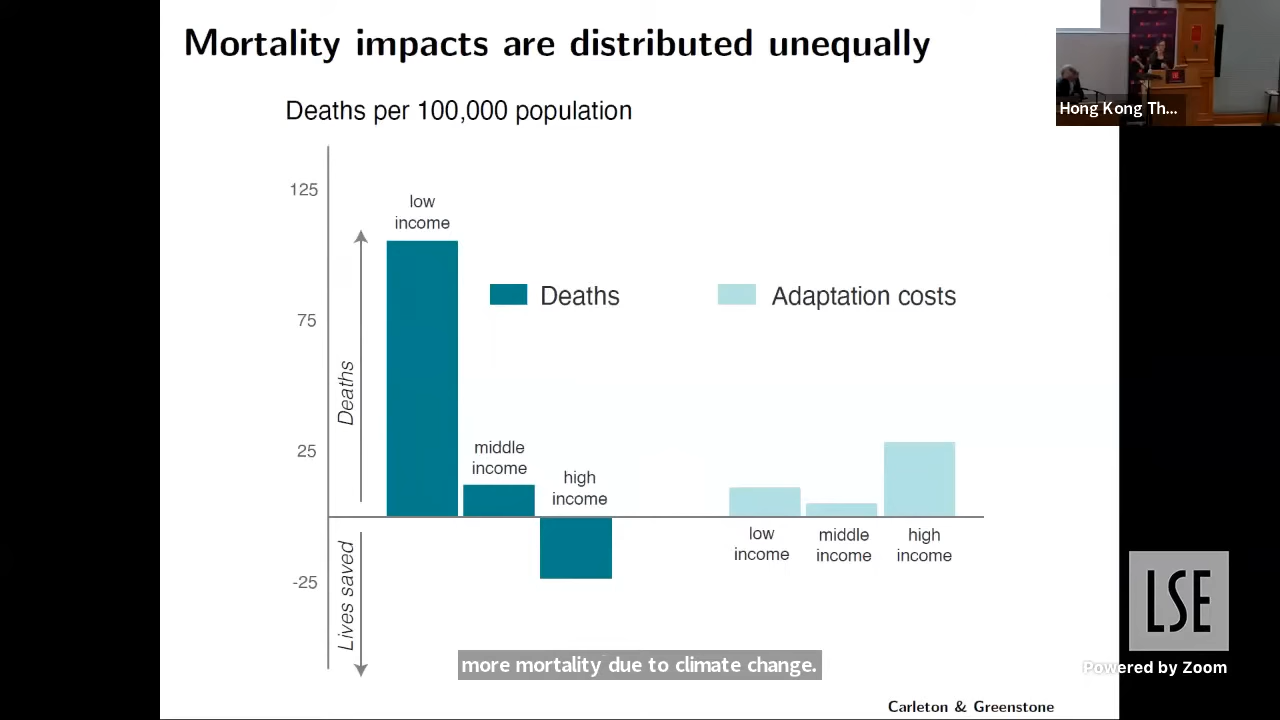 Mortality impacts are distributed unequally
Hong Kong Th...
Deaths per 100,000 population
125
75
25
-25
Deaths
Lives saved
low
income
middle
income
high
income
Deaths
Adaptation costs
low
income
middle
income
high
income
LSE
Powered by Zoom
more mortality due to climate change.
Carleton & Greenstone